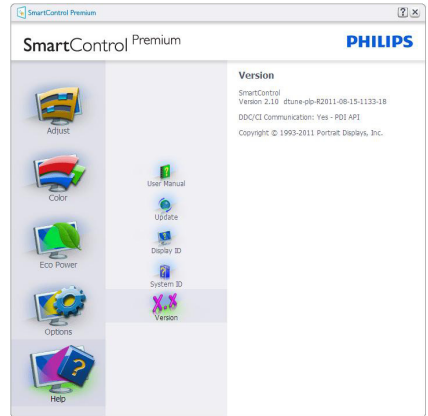 SmartControl Premium
SmartControl Premium
PHILIPS
Adjust
Color
Eco Power
Options
Help
User Manual
Update
Display ID
System ID
X.X
Version
Version
SmartControl
Version 2.10 dtune-plp-R2011-08-15-1133-18
DDC/CI Communication: Yes - PDI API
Copyright © 1993-2011 Portrait Displays, Inc.